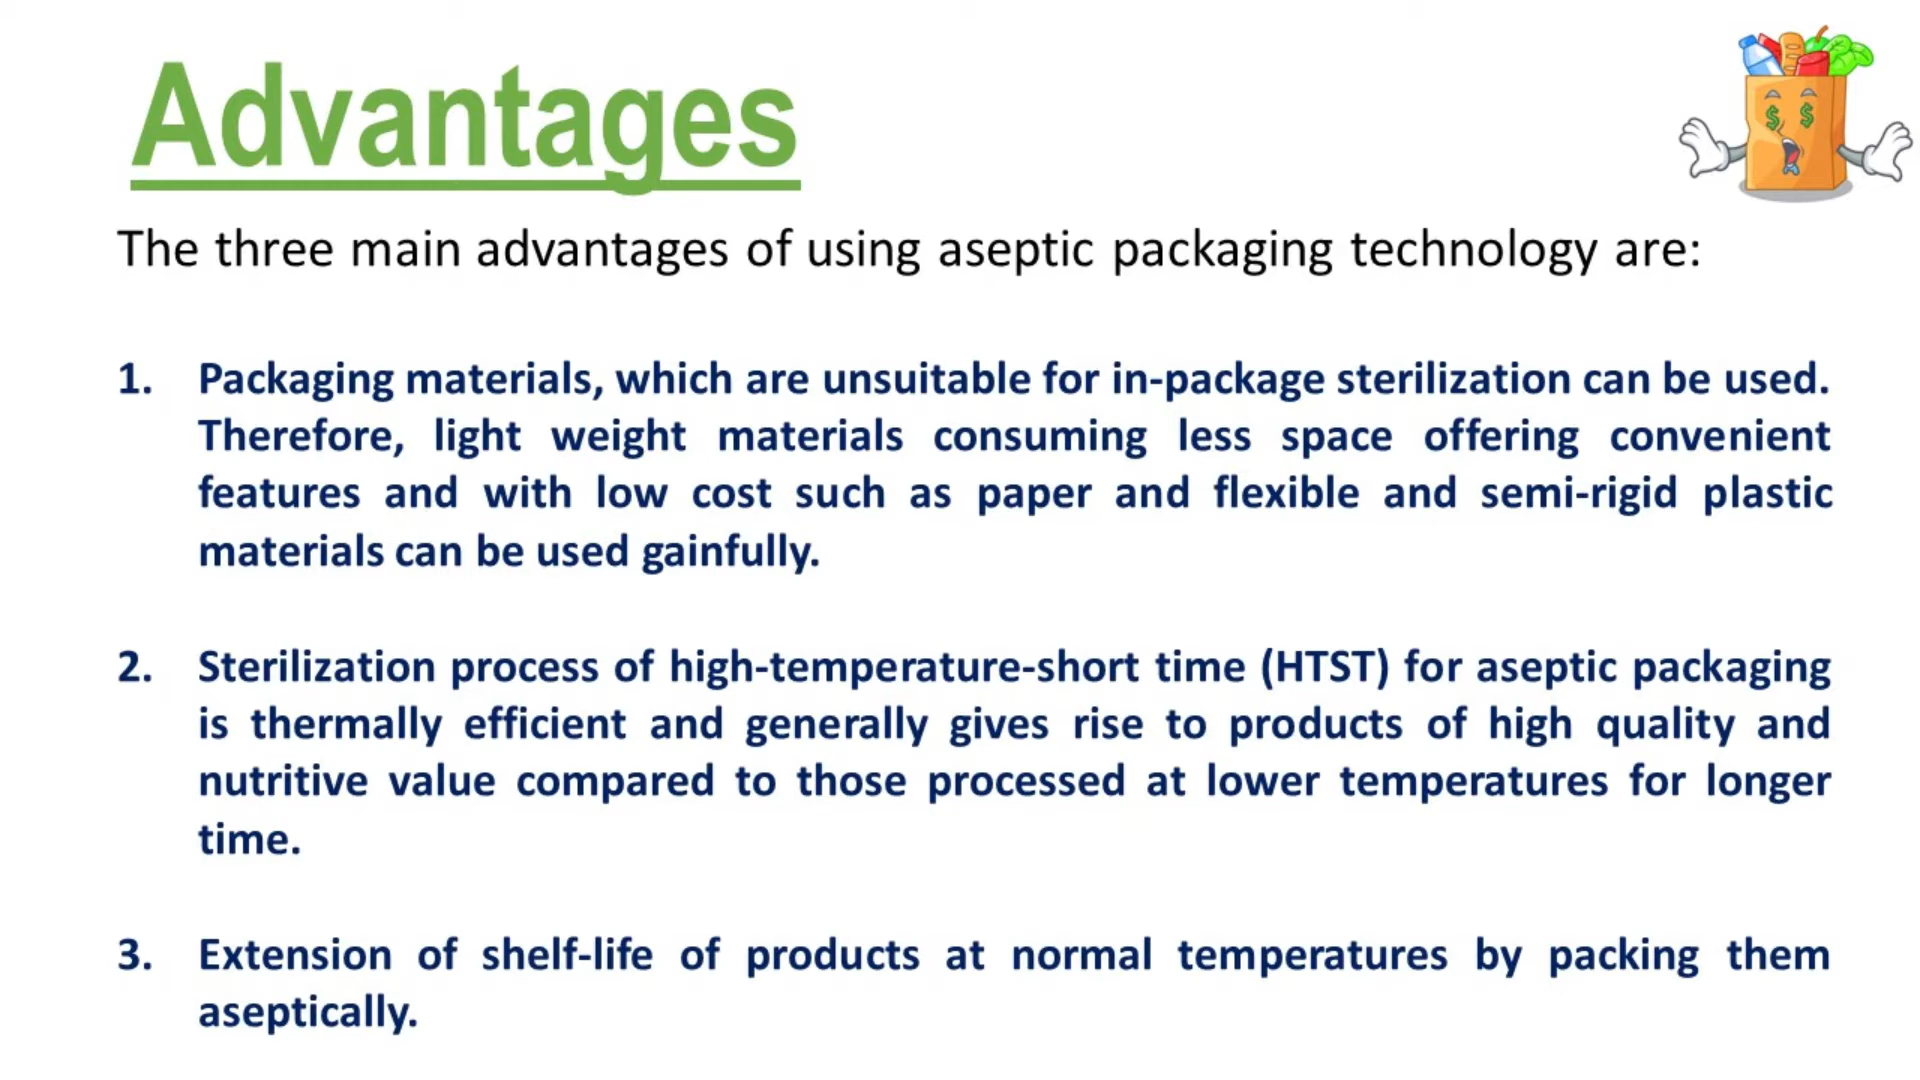 Advantages
The three main advantages of using aseptic packaging technology are:
1. Packaging materials, which are unsuitable for in-package sterilization can be used.
Therefore, light weight materials consuming less space offering convenient
features and with low cost such as paper and flexible and semi-rigid plastic
materials can be used gainfully.
2. Sterilization process of high-temperature-short time (HTST) for aseptic packaging
is thermally efficient and generally gives rise to products of high quality and
nutritive value compared to those processed at lower temperatures for longer
time.
3. Extension of shelf-life of products at normal temperatures by packing them
aseptically.